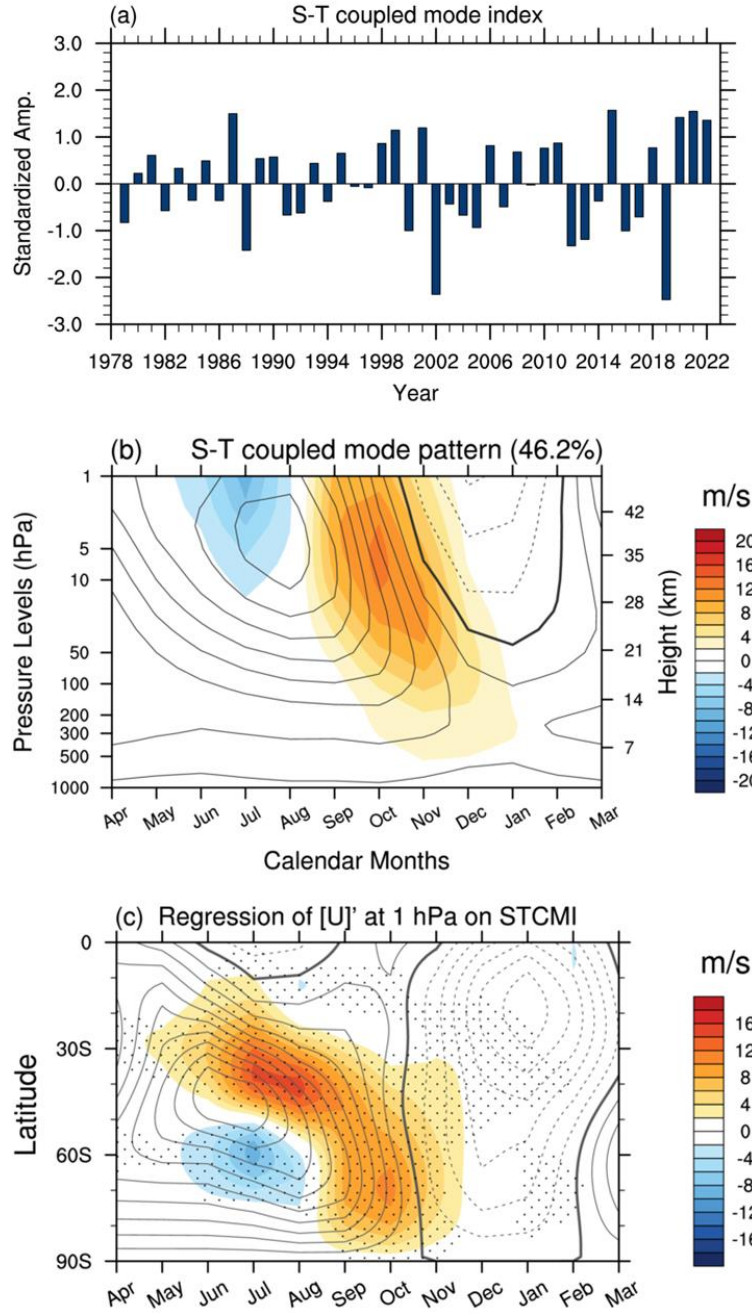 (a) S-T coupled mode index
3.0
2.0
1.0
0.0
-1.0
-2.0
-3.0
Standardized Amp.
1978 1982 1986 1990 1994 1998 2002 2006 2010 2014 2018 2022
Year
(b) S-T coupled mode pattern (46.2%)
1
5
10
50
100
200
300
500
1000
Pressure Levels (hPa)
42
35
28
21
14
7
Height (km)
Apr May Jun Jul Aug Sep Oct Nov Dec Jan Feb Mar
Calendar Months
m/s
20
16
12
8
4
2
0
-2
-4
-8
-12
-16
-20
(c) Regression of [U]' at 1 hPa on STCMI
0
30S
60S
90S
Latitude
Apr May Jun Jul Aug Sep Oct Nov Dec Jan Feb Mar
m/s
16
12
8
4
2
0
-2
-4
-8
-12
-16